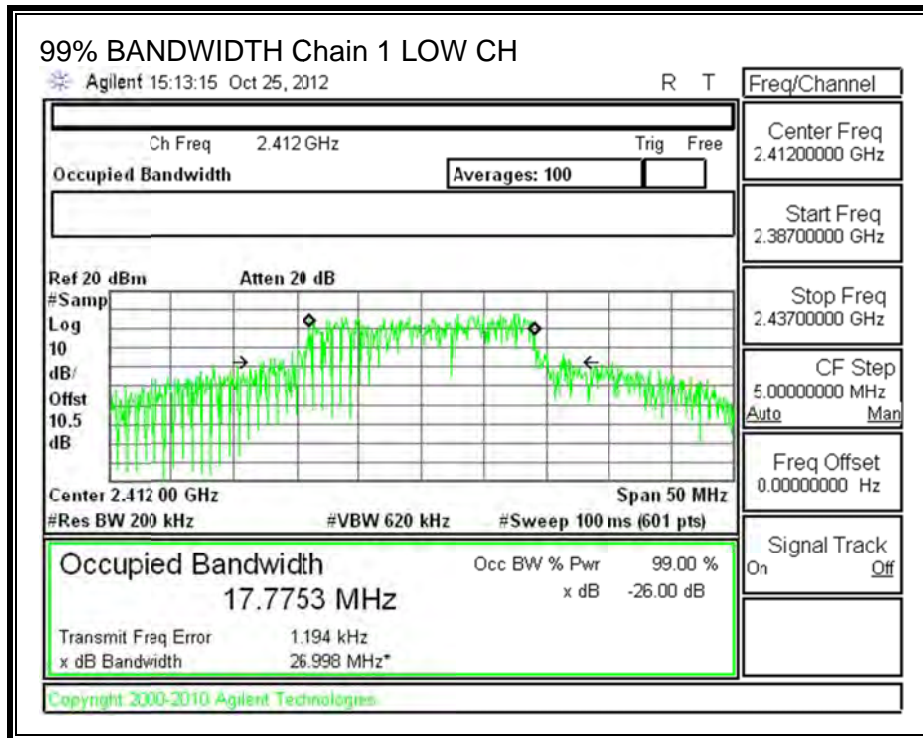 99% BANDWIDTH Chain 1 LOW CH
Agilent 15:13:15 Oct 25, 2012
R T
Ch Freq 2.412 GHz
Trig Free
Occupied Bandwidth
Averages: 100
Ref 20 dBm
Atten 20 dB
#Samp
Log
10
dB/
Offst
10.5
dB
Center 2.412 00 GHz
Span 50 MHz
#Res BW 200 kHz
#VBW 620 kHz
#Sweep 100 ms (601 pts)
Occupied Bandwidth
17.7753 MHz
Occ BW % Pwr 99.00 %
x dB -26.00 dB
Transmit Freq Error 1.194 kHz
x dB Bandwidth 26.998 MHz*
Copyright 2000-2010 Agilent Technologies
Freq/Channel
Center Freq
2.41200000 GHz
Start Freq
2.38700000 GHz
Stop Freq
2.43700000 GHz
CF Step
5.00000000 MHz
Auto Man
Freq Offset
0.00000000 Hz
Signal Track
On Off